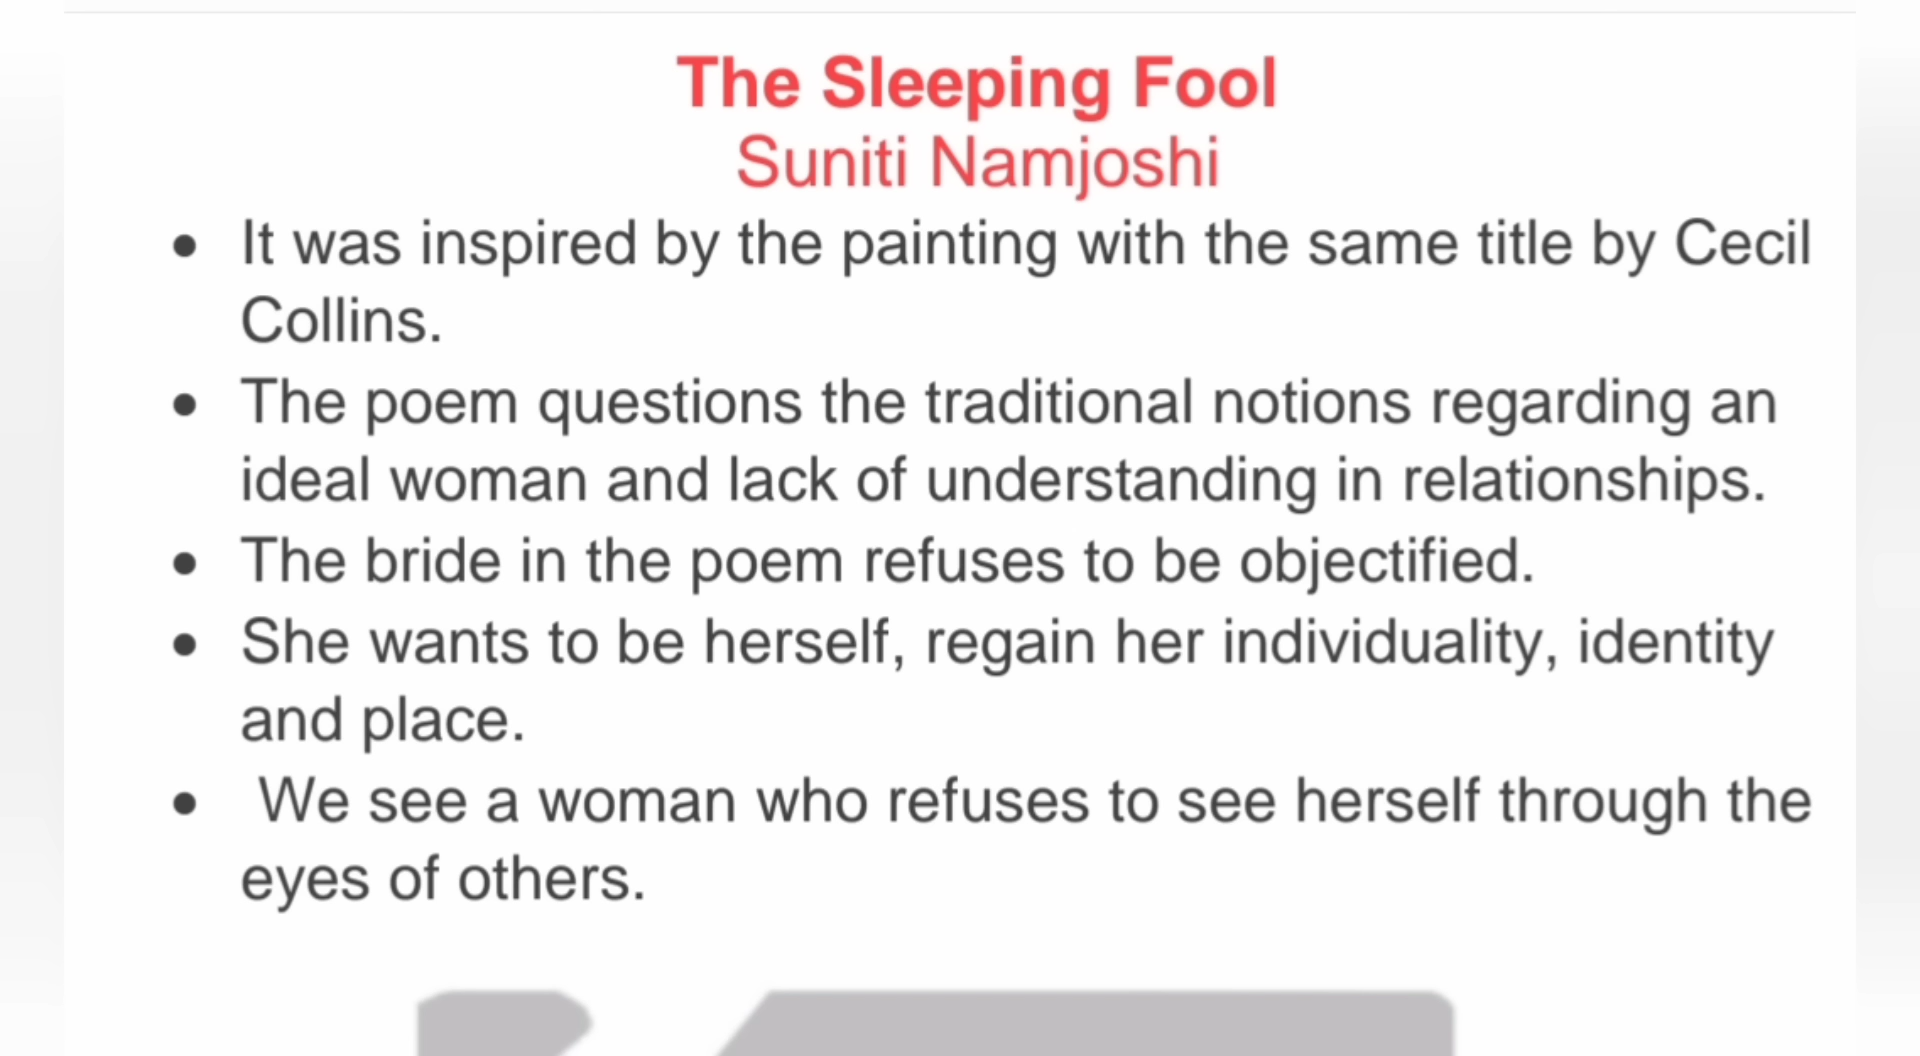 The Sleeping Fool
Suniti Namjoshi
• It was inspired by the painting with the same title by Cecil
Collins.
• The poem questions the traditional notions regarding an
ideal woman and lack of understanding in relationships.
• The bride in the poem refuses to be objectified.
• She wants to be herself, regain her individuality, identity
and place.
• We see a woman who refuses to see herself through the
eyes of others.